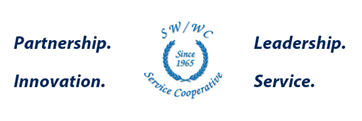 Partnership.
Innovation.
SW/WC
Since
1965
Service Cooperative
Leadership.
Service.